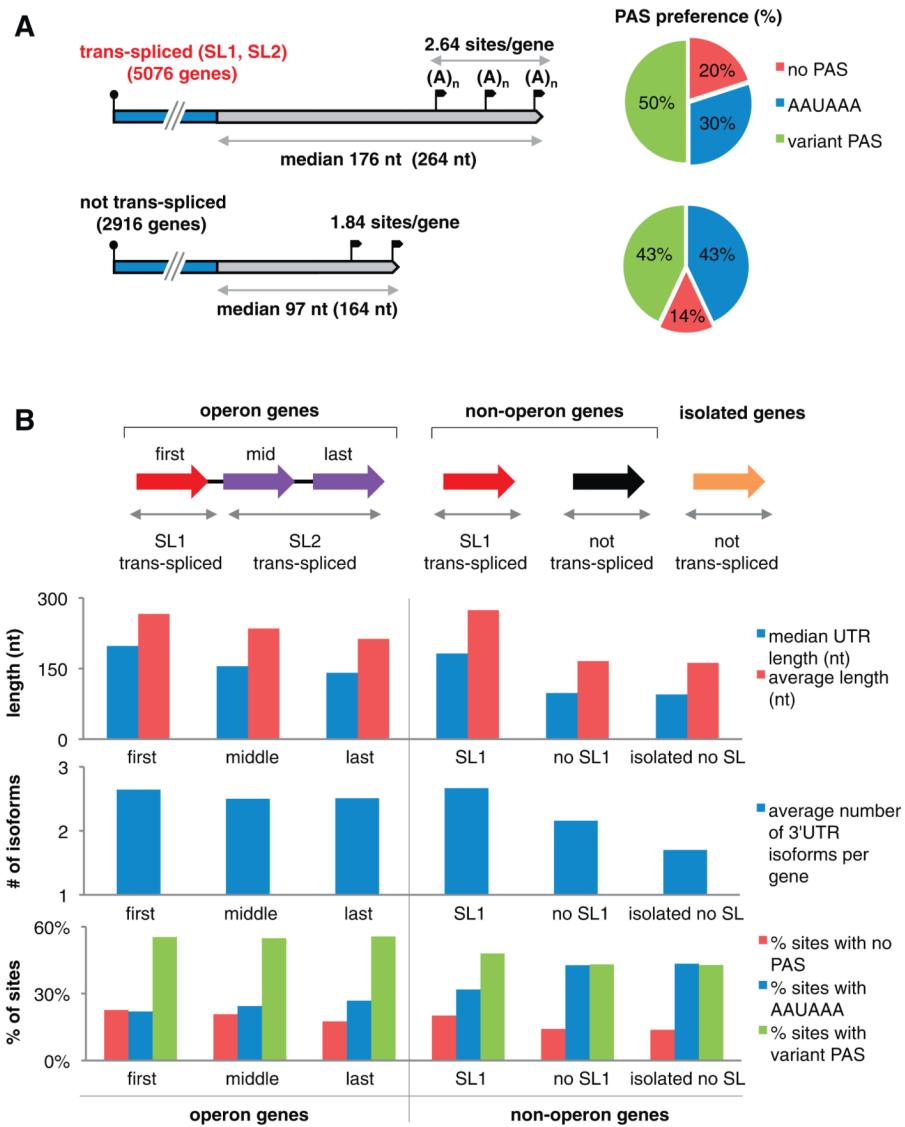 A
PAS preference (%)
trans-spliced (SL1, SL2)
(5076 genes)
2.64 sites/gene
(A)n (A)n (A)n
median 176 nt (264 nt)
20%
30%
50%
no PAS
AAUAAA
variant PAS
not trans-spliced
(2916 genes)
1.84 sites/gene
median 97 nt (164 nt)
43%
43%
14%
B
operon genes
non-operon genes
isolated genes
first
mid
last
SL1
trans-spliced
SL2
trans-spliced
SL1
trans-spliced
not
trans-spliced
not
trans-spliced
length (nt)
300
150
0
first middle last SL1 no SL1 isolated no SL
median UTR
length (nt)
average length
(nt)
# of isoforms
3
2
1
first middle last SL1 no SL1 isolated no SL
average number
of 3'UTR
isoforms per
gene
% of sites
60%
30%
0%
first middle last SL1 no SL1 isolated no SL
% sites with no
PAS
% sites with
AAUAAA
% sites with
variant PAS
operon genes
non-operon genes